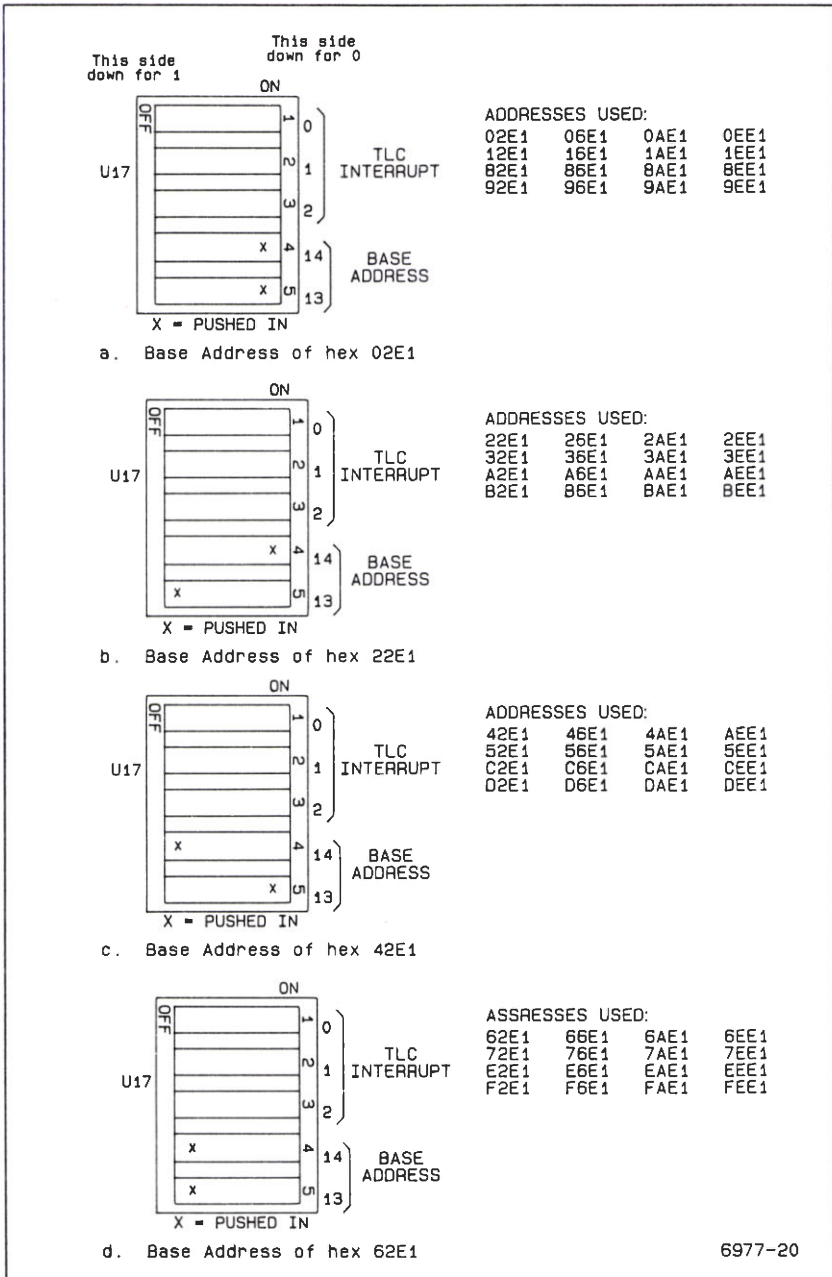 This side
down for 1
This side
down for 0
ON
OFF
U17
1 0
2 1
3 2
4 14
5 13
TLC
INTERRUPT
X X
BASE
ADDRESS
X = PUSHED IN
ADDRESSES USED:
02E1 06E1 0AE1 0EE1
12E1 16E1 1AE1 1EE1
82E1 86E1 8AE1 8EE1
92E1 96E1 9AE1 9EE1
a. Base Address of hex 02E1
ON
OFF
U17
1 0
2 1
3 2
X 4 14
X 5 13
TLC
INTERRUPT
BASE
ADDRESS
X = PUSHED IN
ADDRESSES USED:
22E1 26E1 2AE1 2EE1
32E1 36E1 3AE1 3EE1
A2E1 A6E1 AAE1 AEE1
B2E1 B6E1 BAE1 BEE1
b. Base Address of hex 22E1
ON
OFF
U17
1 0
2 1
3 2
X 4 14
X 5 13
TLC
INTERRUPT
BASE
ADDRESS
X = PUSHED IN
ADDRESSES USED:
42E1 46E1 4AE1 AEE1
52E1 56E1 5AE1 5EE1
C2E1 C6E1 CAE1 CEE1
D2E1 D6E1 DAE1 DEE1
c. Base Address of hex 42E1
ON
OFF
U17
1 0
2 1
3 2
X 4 14
X 5 13
TLC
INTERRUPT
BASE
ADDRESS
X = PUSHED IN
ASSRESSES USED:
62E1 66E1 6AE1 6EE1
72E1 76E1 7AE1 7EE1
E2E1 E6E1 EAE1 EEE1
F2E1 F6E1 FAE1 FEE1
d. Base Address of hex 62E1
6977-20